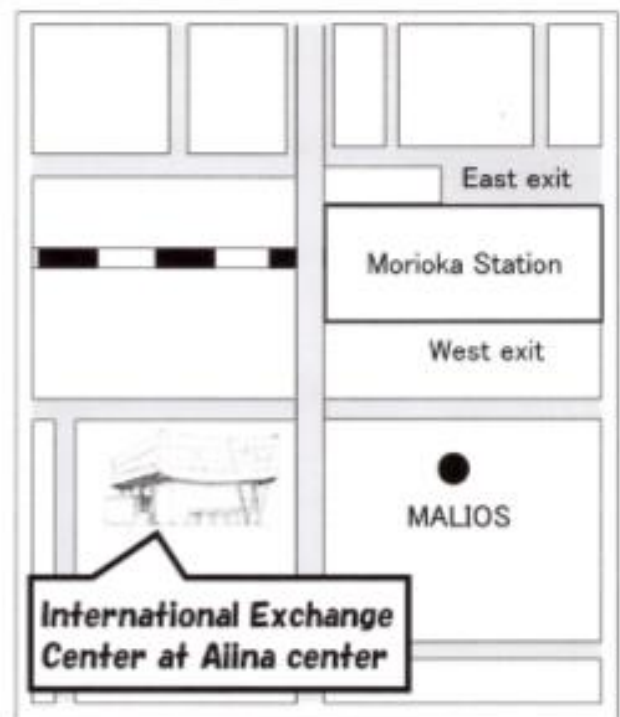 East exit
Morioka Station
West exit
MALIOS
International Exchange
Center at Aiina center